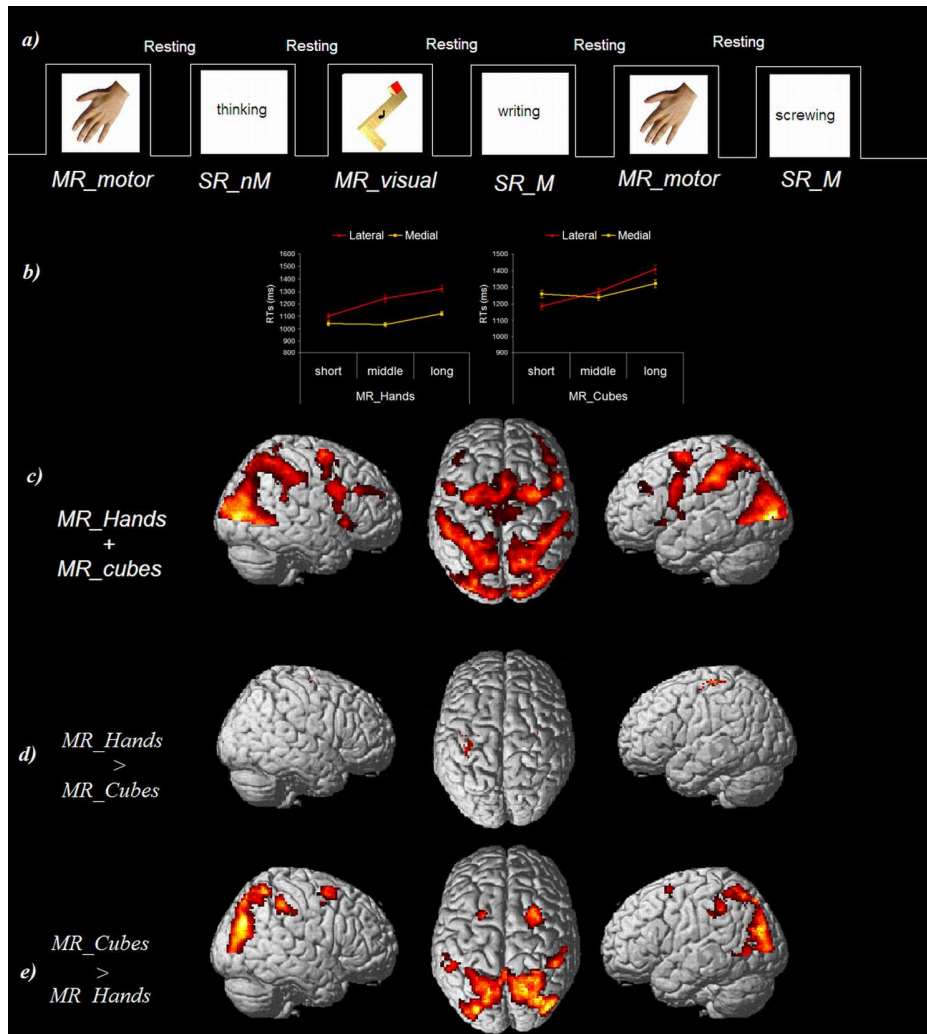 a)
Resting Resting Resting Resting Resting
thinking writing screwing
MR_motor SR_nM MR_visual SR_M MR_motor SR_M
b)
Lateral Medial Lateral Medial
RTs (ms)
1600
1500
1400
1300
1200
1100
1000
900
800
short middle long
MR_Hands
RTs (ms)
1500
1400
1300
1200
1100
1000
900
short middle long
MR_Cubes
c)
MR_Hands
+
MR_cubes
d)
MR_Hands
>
MR_Cubes
e)
MR_Cubes
>
MR_Hands